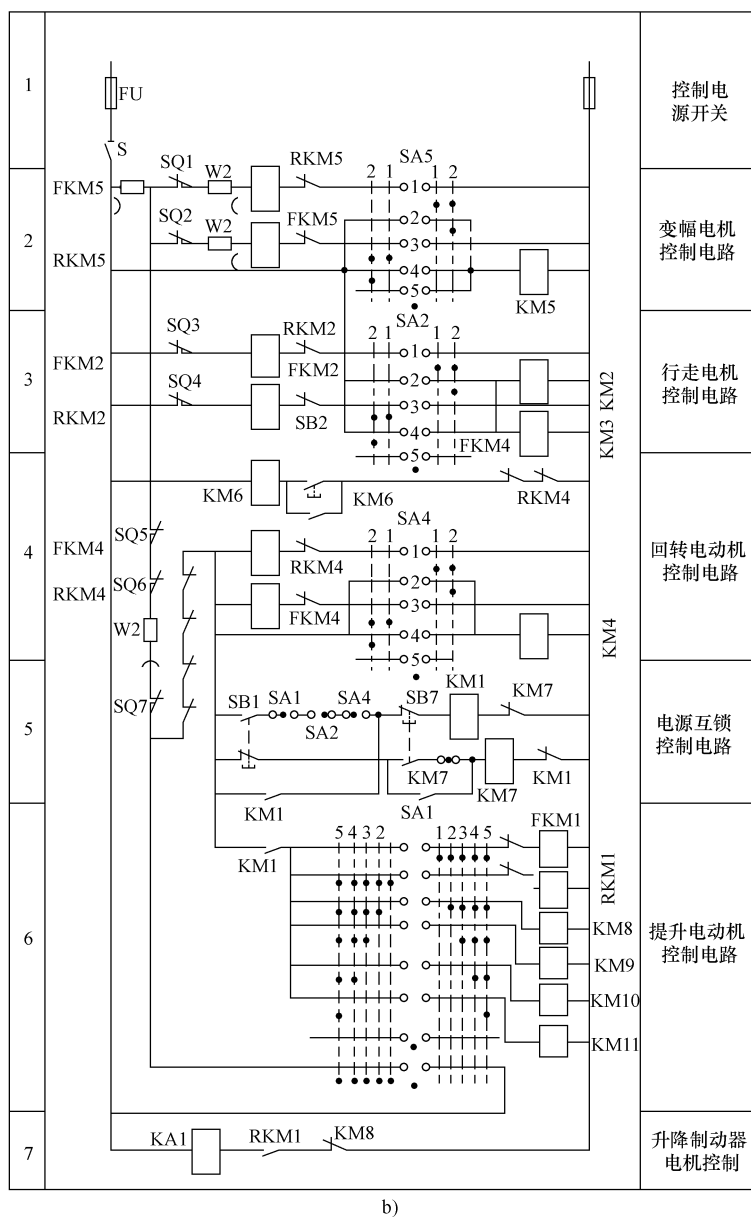 1
FU
控制电
源开关
S
SQ1
W2
RKM5
SA5
FKM5
2 1
1 2
1
2
SQ2
W2
FKM5
2
3
变幅电机
控制电路
RKM5
4
5
KM5
SA2
SQ3
RKM2
2 1
1 2
1
FKM2
FKM2
3
SQ4
2
KM2
行走电机
控制电路
RKM2
3
SB2
4
FKM4
KM3
5
KM6
KM6
RKM4
SA4
SQ5
2 1
1 2
4
FKM4
1
回转电动机
控制电路
RKM4
SQ6
2
RKM4
3
W2
FKM4
4
KM4
5
SQ7
SB1
SA1
SA4
SB7
KM1
KM7
5
SA2
电源互锁
控制电路
KM7
KM7
KM1
KM1
SA1
5 4 3 2
1 2 3 4 5
FKM1
KM1
RKM1
6
KM8
提升电动机
控制电路
KM9
KM10
KM11
7
KA1
RKM1
KM8
升降制动器
电机控制
b)